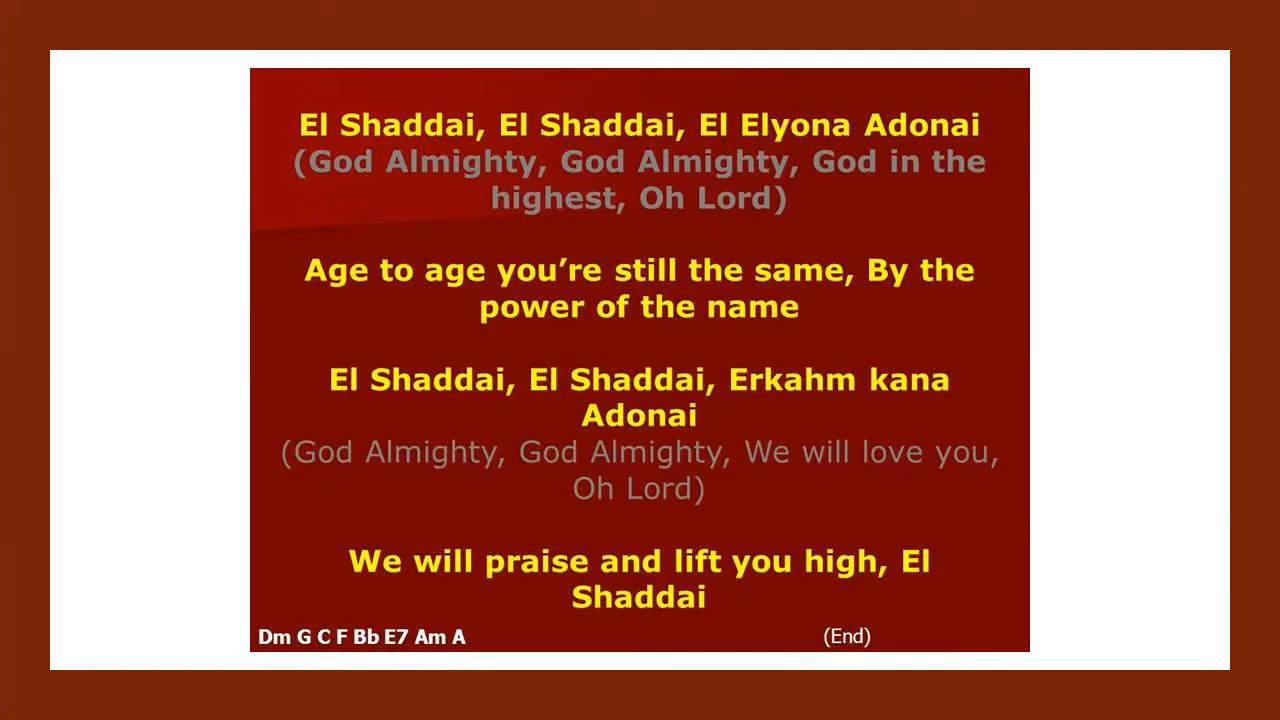 El Shaddai, El Shaddai, El Elyona Adonai
(God Almighty, God Almighty, God in the
highest, Oh Lord)
Age to age you’re still the same, By the
power of the name
El Shaddai, El Shaddai, Erkahm kana
Adonai
(God Almighty, God Almighty, We will love you,
Oh Lord)
We will praise and lift you high, El
Shaddai
Dm G C F Bb E7 Am A (End)